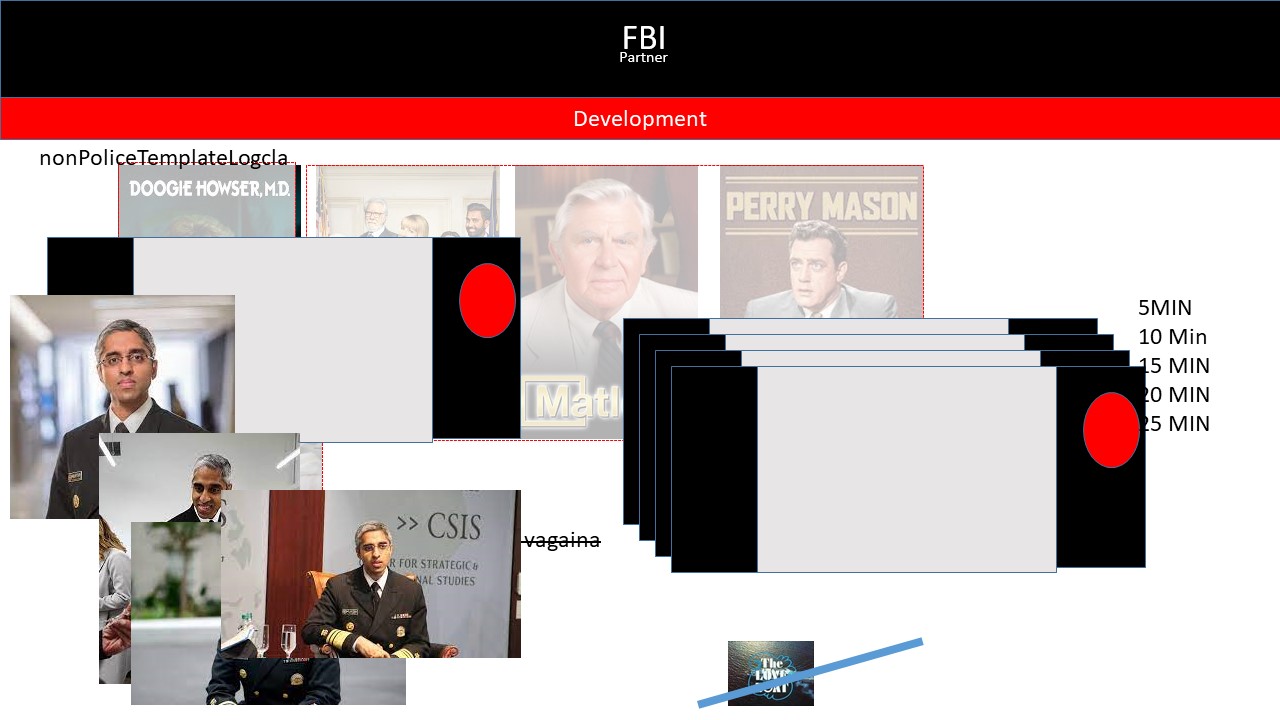 FBI
Partner
Development
nonPoliceTemplateLogcla
DOOGIE HOWSER, M.D.
PERRY MASON
Matl
5MIN
10 Min
15 MIN
20 MIN
25 MIN
>> CSIS
R FOR STRATEGIC &
NAL STUDIES
vagaina
The
LOVE
BOAT